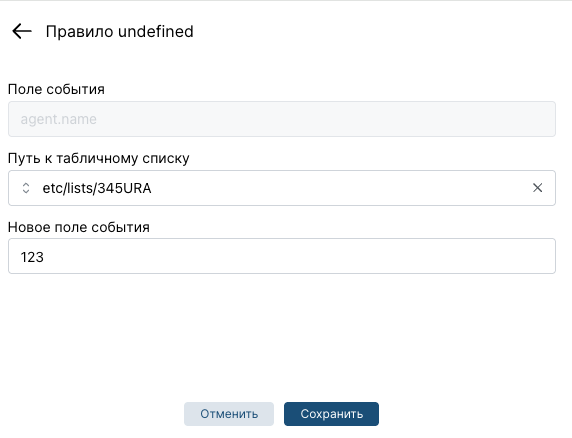 Правило undefined
Поле события
agent.name
Путь к табличному списку
etc/lists/345URA
Новое поле события
123
Отменить Сохранить